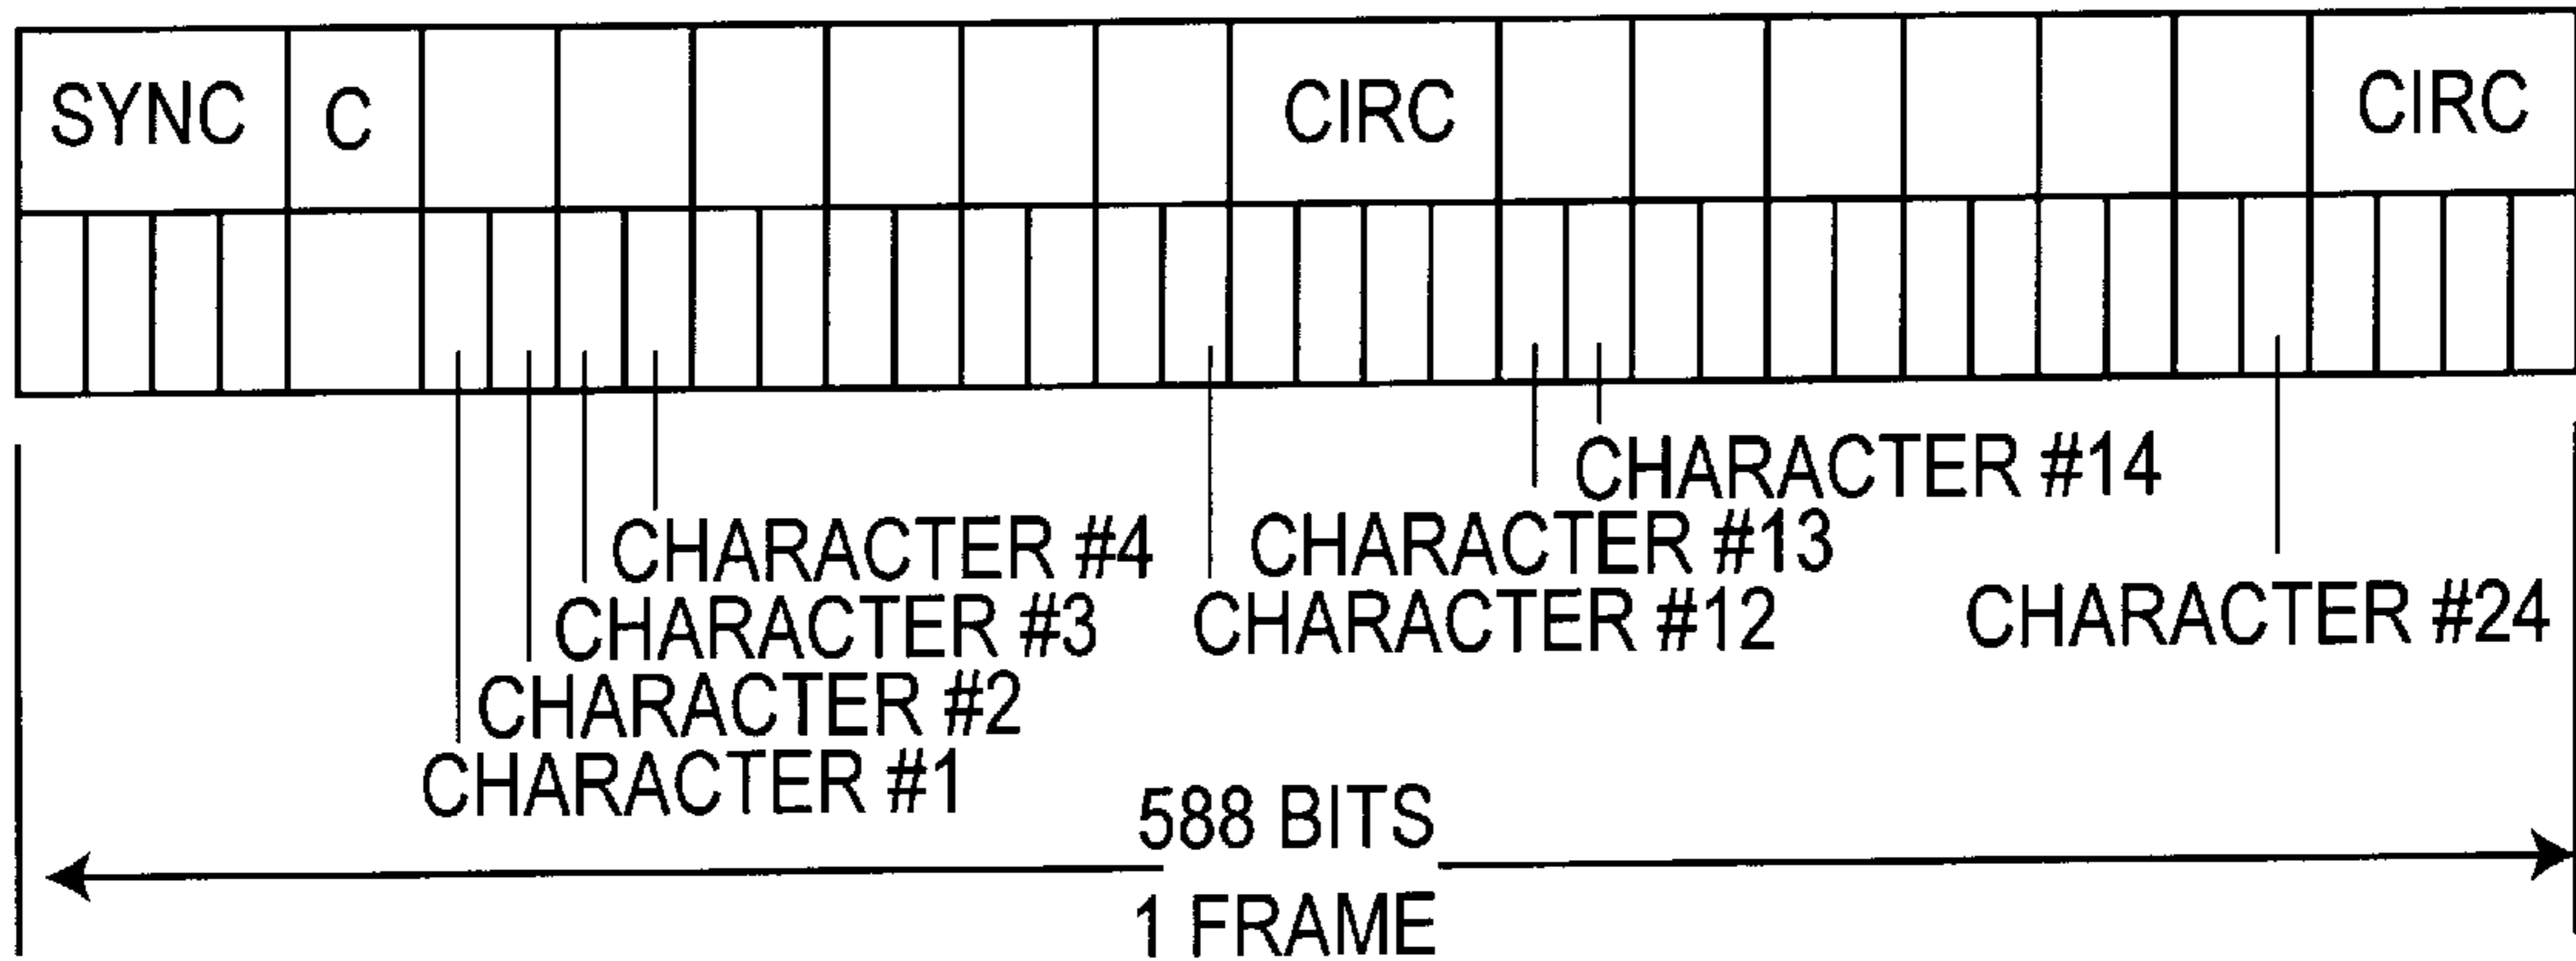 SYNC
C
CIRC
CIRC
CHARACTER #14
CHARACTER #4
CHARACTER #13
CHARACTER #3
CHARACTER #12
CHARACTER #24
CHARACTER #2
CHARACTER #1
588 BITS
1 FRAME